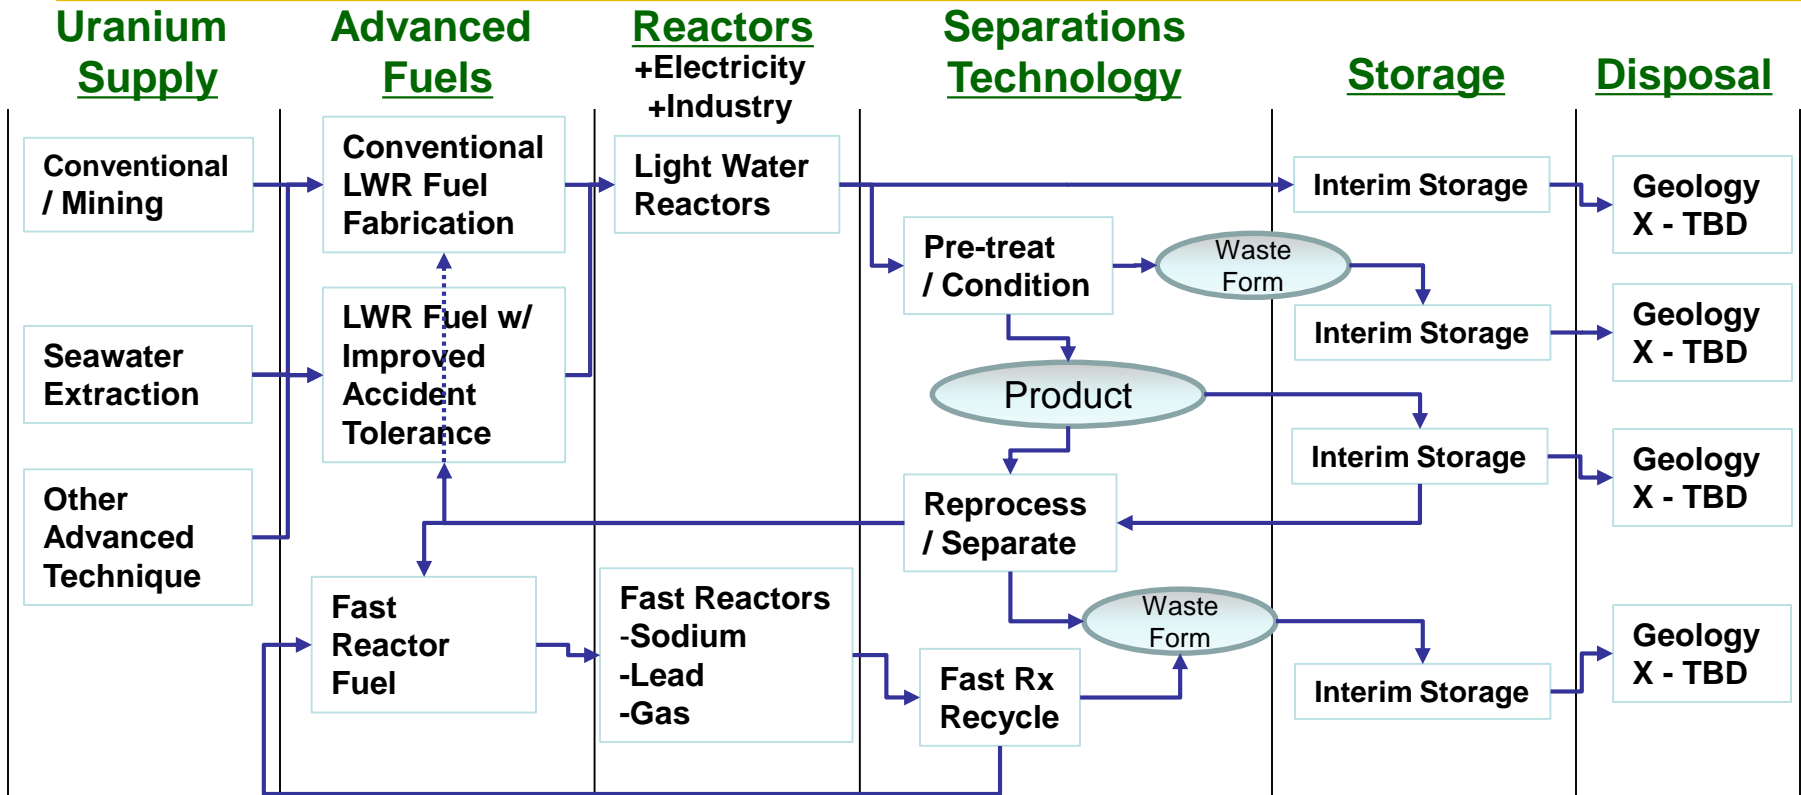 Uranium
Supply
Advanced
Fuels
Reactors
+Electricity
+Industry
Separations
Technology
Storage
Disposal
Conventional
/ Mining
Seawater
Extraction
Other
Advanced
Technique
Conventional
LWR Fuel
Fabrication
LWR Fuel w/
Improved
Accident
Tolerance
Fast
Reactor
Fuel
Light Water
Reactors
Fast Reactors
-Sodium
-Lead
-Gas
Pre-treat
/ Condition
Waste
Form
Product
Reprocess
/ Separate
Waste
Form
Fast Rx
Recycle
Interim Storage
Interim Storage
Interim Storage
Interim Storage
Geology
X - TBD
Geology
X - TBD
Geology
X - TBD
Geology
X - TBD